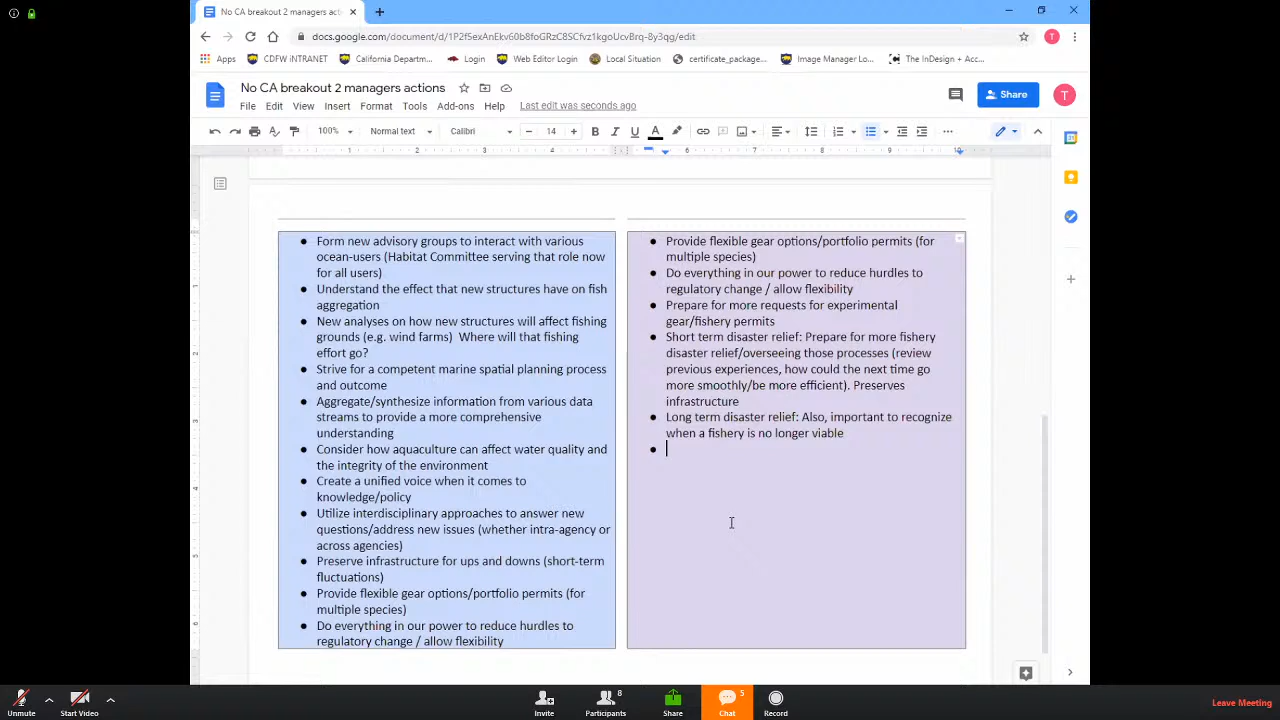 No CA breakout 2 managers acti
docs.google.com/document/d/1P2f5exAnEkv60b8foGRzC8SCfvz1kgoUcvBrq-8y3qg/edit
T
Apps
CDFW iNTRANET
California Departm...
Login
Web Editor Login
Local Situation
certificate_package...
Image Manager Lo...
The InDesign + Acc...
No CA breakout 2 managers actions
File Edit View Insert Format Tools Add-ons Help
Last edit was seconds ago
Share
T
100%
Normal text
Calibri
14
B I U A
1 2 3 4 6 7 8 9 10
● Form new advisory groups to interact with various
ocean-users (Habitat Committee serving that role now
for all users)
● Understand the effect that new structures have on fish
aggregation
● New analyses on how new structures will affect fishing
grounds (e.g. wind farms)  Where will that fishing
effort go?
● Strive for a competent marine spatial planning process
and outcome
● Aggregate/synthesize information from various data
streams to provide a more comprehensive
understanding
● Consider how aquaculture can affect water quality and
the integrity of the environment
● Create a unified voice when it comes to
knowledge/policy
● Utilize interdisciplinary approaches to answer new
questions/address new issues (whether intra-agency or
across agencies)
● Preserve infrastructure for ups and downs (short-term
fluctuations)
● Provide flexible gear options/portfolio permits (for
multiple species)
● Do everything in our power to reduce hurdles to
regulatory change / allow flexibility
● Provide flexible gear options/portfolio permits (for
multiple species)
● Do everything in our power to reduce hurdles to
regulatory change / allow flexibility
● Prepare for more requests for experimental
gear/fishery permits
● Short term disaster relief: Prepare for more fishery
disaster relief/overseeing those processes (review
previous experiences, how could the next time go
more smoothly/be more efficient). Preserves
infrastructure
● Long term disaster relief: Also, important to recognize
when a fishery is no longer viable
●
Unmute
Start Video
Invite
Participants 8
Share
Chat 5
Record
Leave Meeting